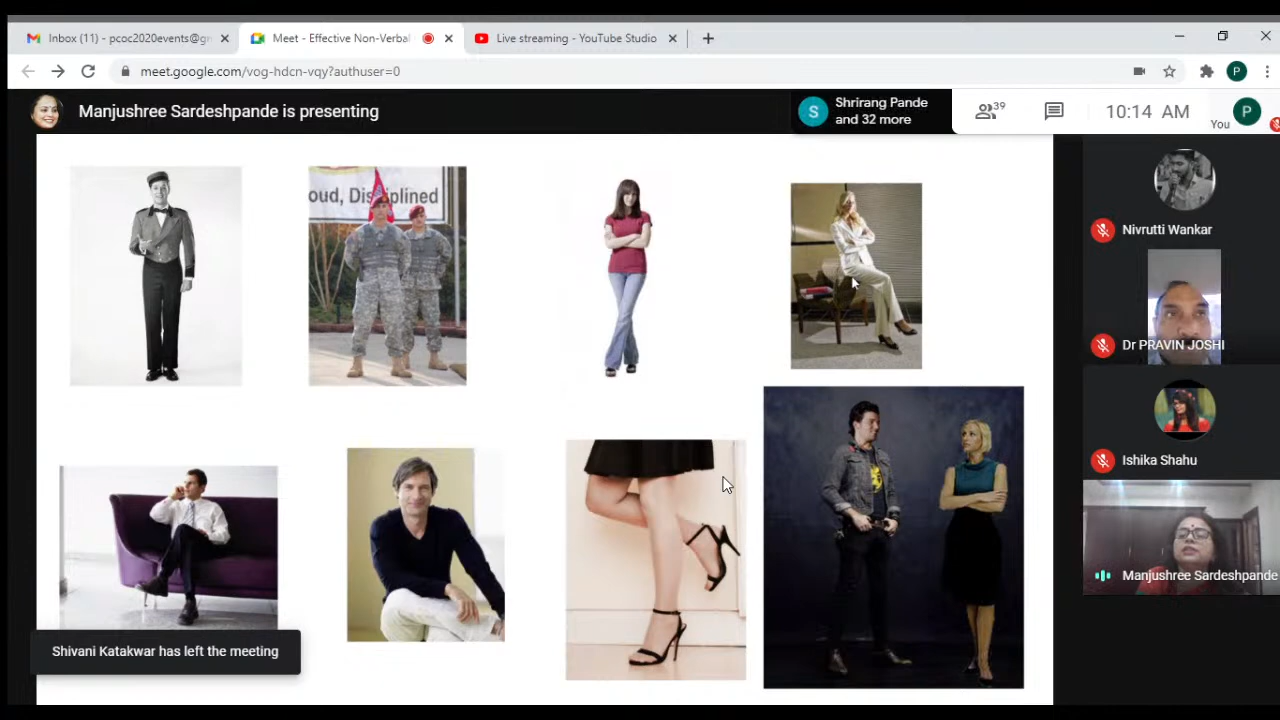 Inbox (11) - pcoc2020events@g
Meet - Effective Non-Verbal
Live streaming - YouTube Studio
meet.google.com/vog-hdcn-vqy?authuser=0
Manjushree Sardeshpande is presenting
S
Shrirang Pande
and 32 more
39
10:14 AM
You
P
P
oud, Disciplined
Nivrutti Wankar
Dr PRAVIN JOSHI
Ishika Shahu
Manjushree Sardeshpande
Shivani Katakwar has left the meeting